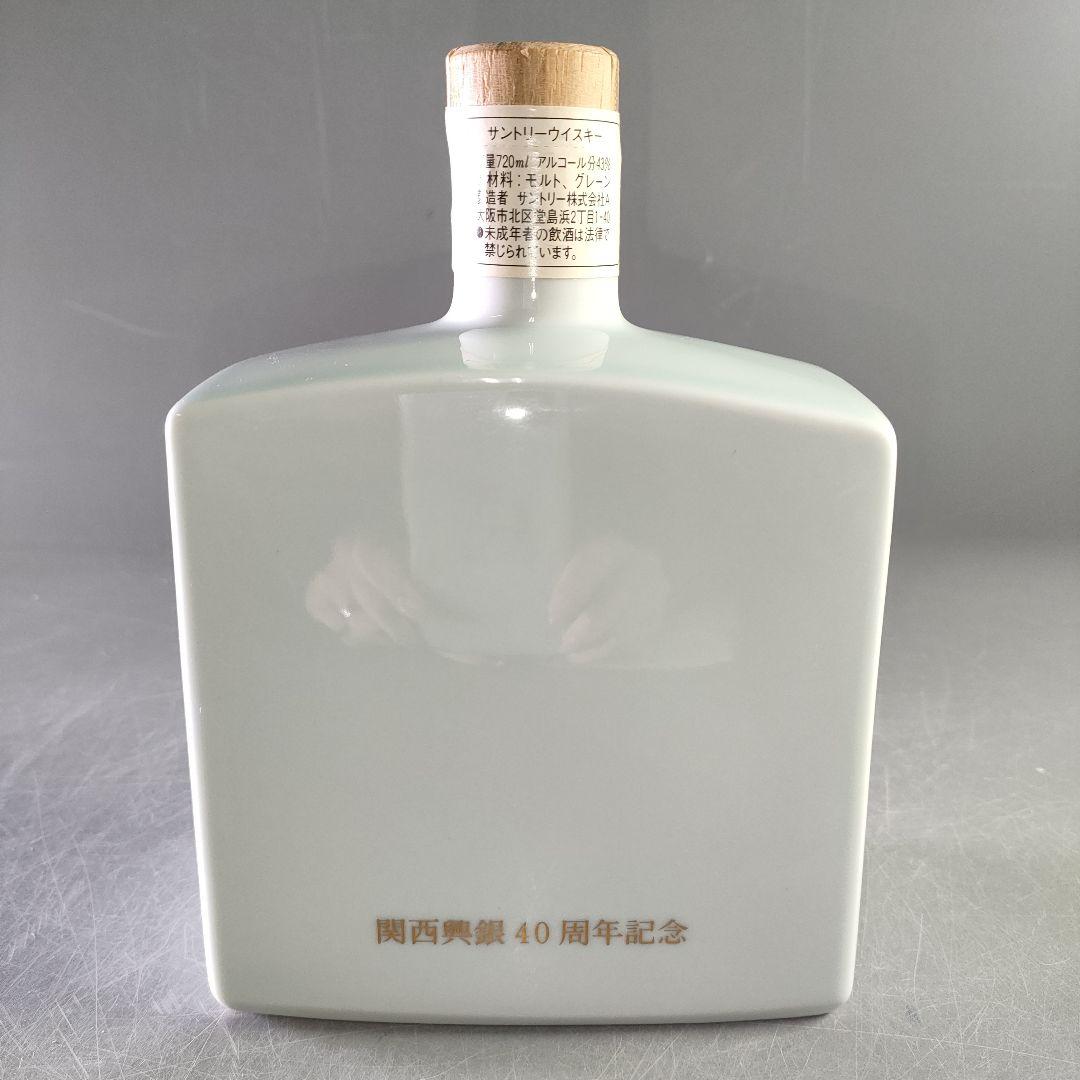 サントリーウイスキー
量720ml アルコール分43%
材料：モルト、グレーン
造者 サントリー株式会社A
大阪市北区堂島浜2丁目1-40
●未成年者の飲酒は法律で
禁じられています。
関西興銀40周年記念